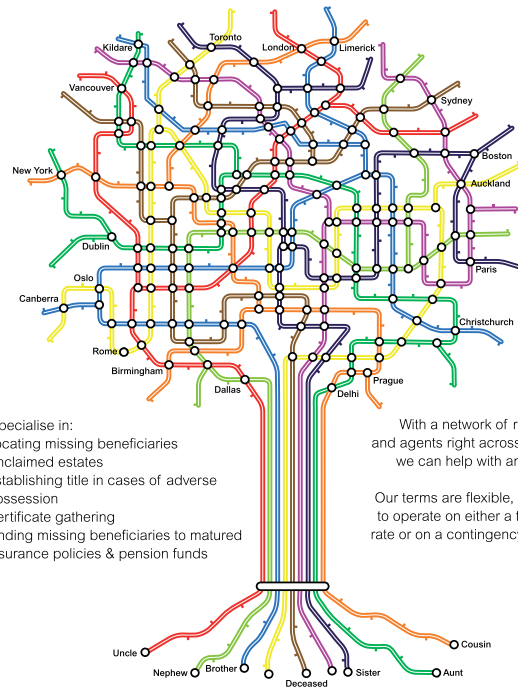 Toronto
Kildare
London
Limerick
Vancouver
Sydney
Boston
New York
Auckland
Dublin
Paris
Oslo
Canberra
Christchurch
Rome
Birmingham
Prague
Dallas
Delhi
pecialise in:
ocating missing beneficiaries
nclaimed estates
stablishing title in cases of adverse
ossession
ertificate gathering
nding missing beneficiaries to matured
surance policies & pension funds
With a network of r
and agents right across
we can help with an
Our terms are flexible,
to operate on either a f
rate or on a contingency
Cousin
Uncle
Nephew
Brother
Deceased
Sister
Aunt